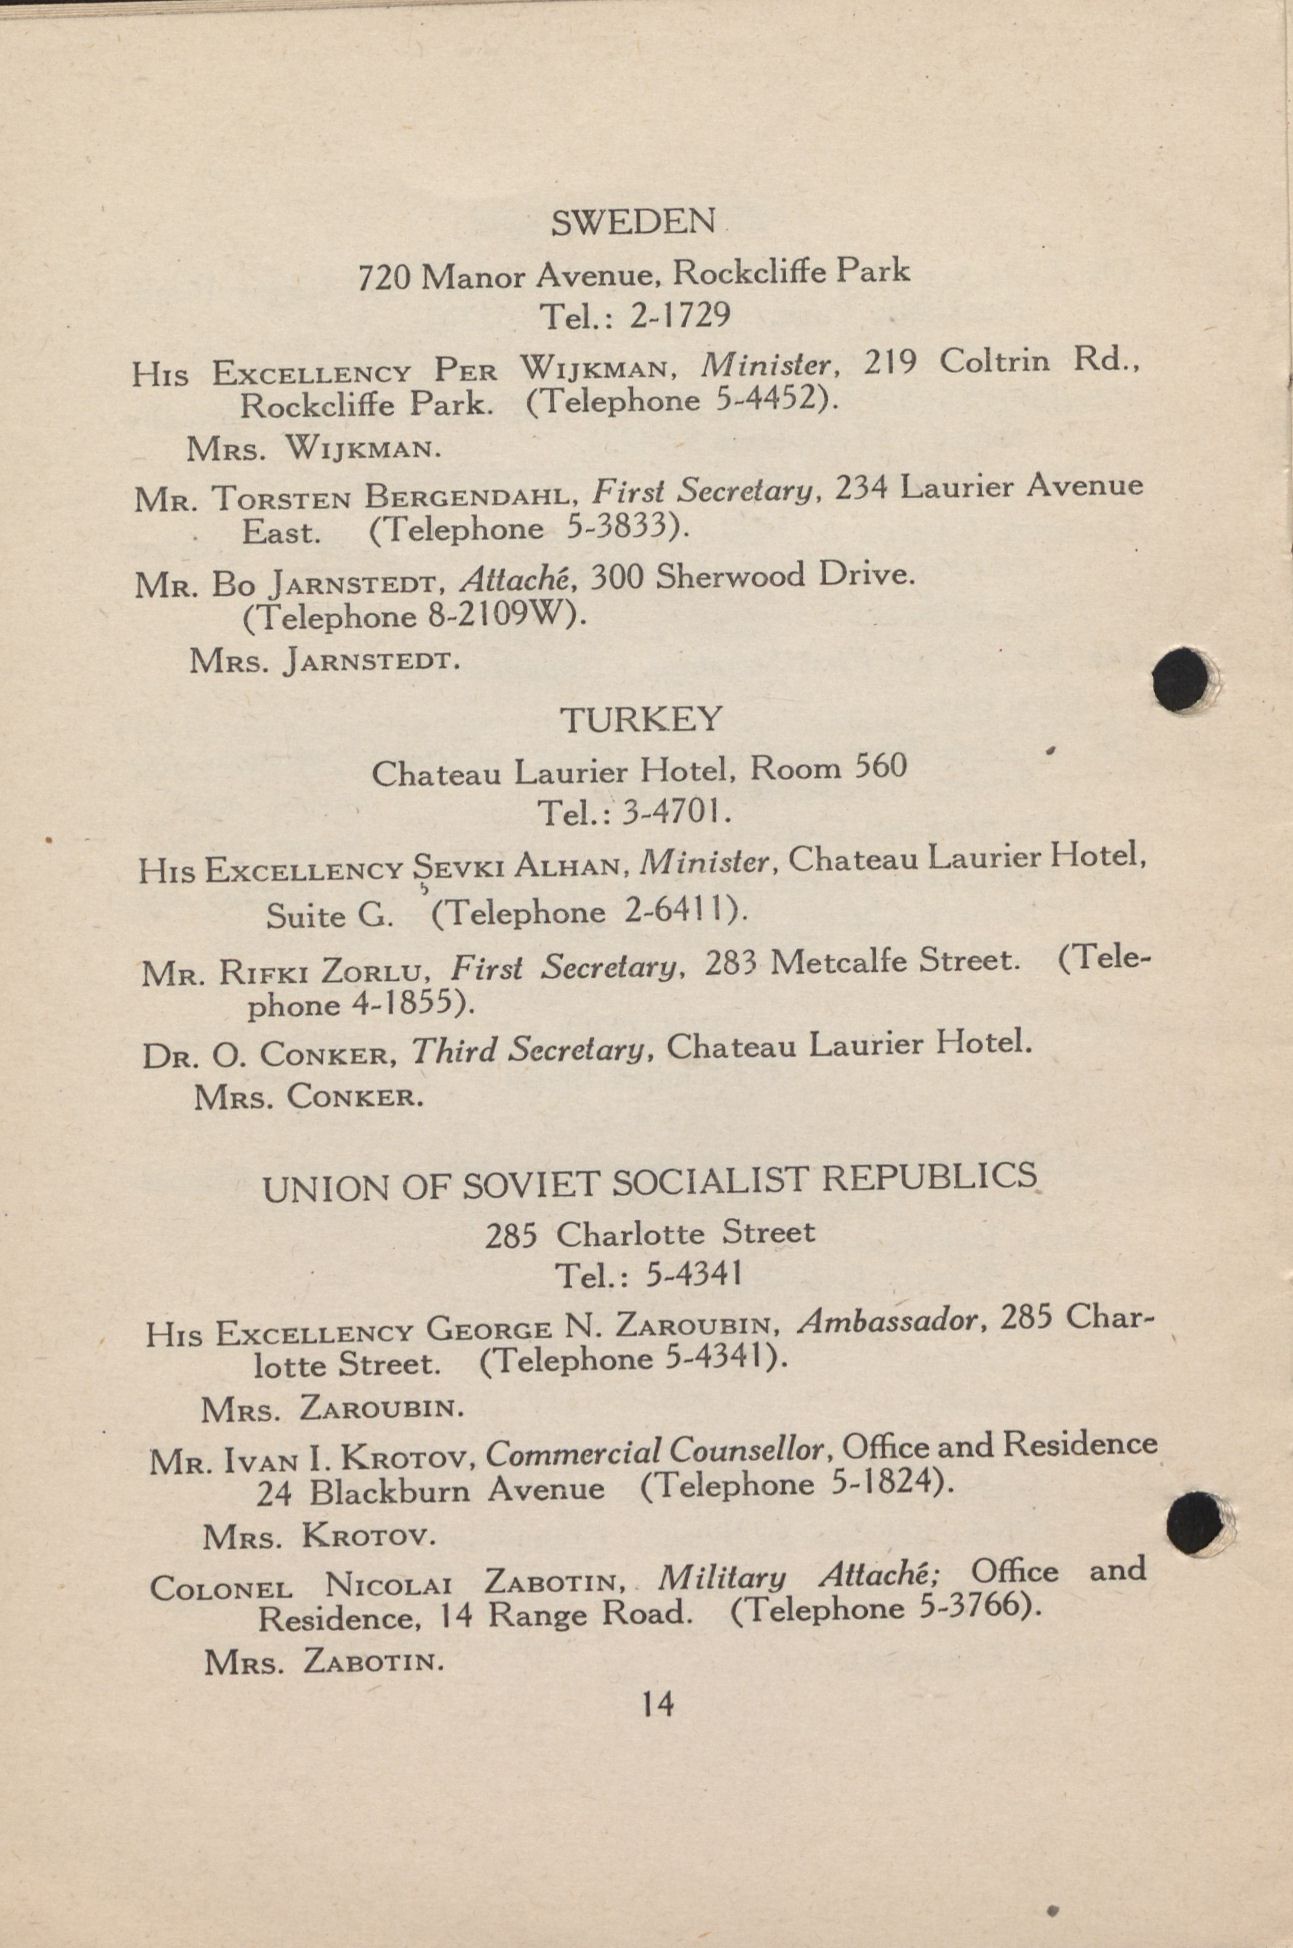 SWEDEN
720 Manor Avenue, Rockcliffe Park
Tel.: 2-1729
HIS EXCELLENCY PER WIJKMAN, Minister, 219 Coltrin Rd.,
Rockcliffe Park. (Telephone 5-4452).
MRS. WIJKMAN.
MR. TORSTEN BERGENDAHL, First Secretary, 234 Laurier Avenue
East. (Telephone 5-3833).
MR. BO JARNSTEDT, Attaché, 300 Sherwood Drive.
(Telephone 8-2109W).
MRS. JARNSTEDT.
TURKEY
Chateau Laurier Hotel, Room 560
Tel.: 3-4701.
HIS EXCELLENCY ŞEVKI ALHAN, Minister, Chateau Laurier Hotel,
Suite G. (Telephone 2-6411).
MR. RIFKI ZORLU, First Secretary, 283 Metcalfe Street. (Tele-
phone 4-1855).
DR. O. CONKER, Third Secretary, Chateau Laurier Hotel.
MRS. CONKER.
UNION OF SOVIET SOCIALIST REPUBLICS
285 Charlotte Street
Tel.: 5-4341
HIS EXCELLENCY GEORGE N. ZAROUBIN, Ambassador, 285 Char-
lotte Street. (Telephone 5-4341).
MRS. ZAROUBIN.
MR. IVAN I. KROTOV, Commercial Counsellor, Office and Residence
24 Blackburn Avenue (Telephone 5-1824).
MRS. KROTOV.
COLONEL NICOLAI ZABOTIN, Military Attaché; Office and
Residence, 14 Range Road. (Telephone 5-3766).
MRS. ZABOTIN.
14